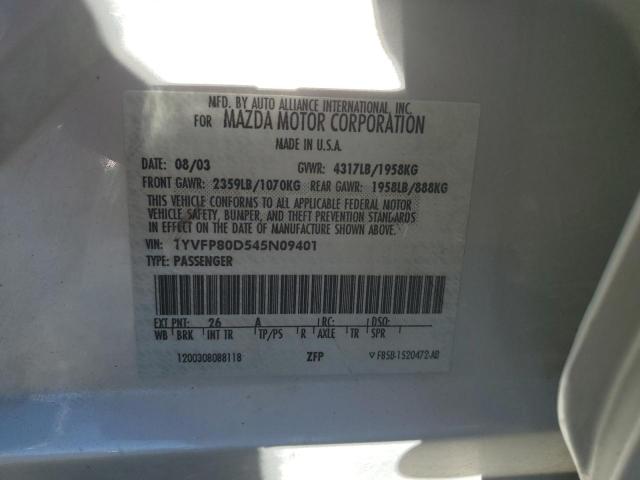 MFD. BY AUTO ALLIANCE INTERNATIONAL, INC.
FOR MAZDA MOTOR CORPORATION
MADE IN U.S.A.
DATE: 08/03 GVWR: 4317LB/1958KG
FRONT GAWR: 2359LB/1070KG REAR GAWR: 1958LB/888KG
THIS VEHICLE CONFORMS TO ALL APPLICABLE FEDERAL MOTOR
VEHICLE SAFETY, BUMPER, AND THEFT PREVENTION STANDARDS
IN EFFECT ON THE DATE OF MANUFACTURE SHOWN ABOVE.
VIN: 1YVFP80D545N09401
TYPE: PASSENGER
EXT PNT: 26 A RC: DSO:
WB BRK INT TR TP/PS R AXLE TR SPR
1200308088118 ZFP F85B-1520472-AB